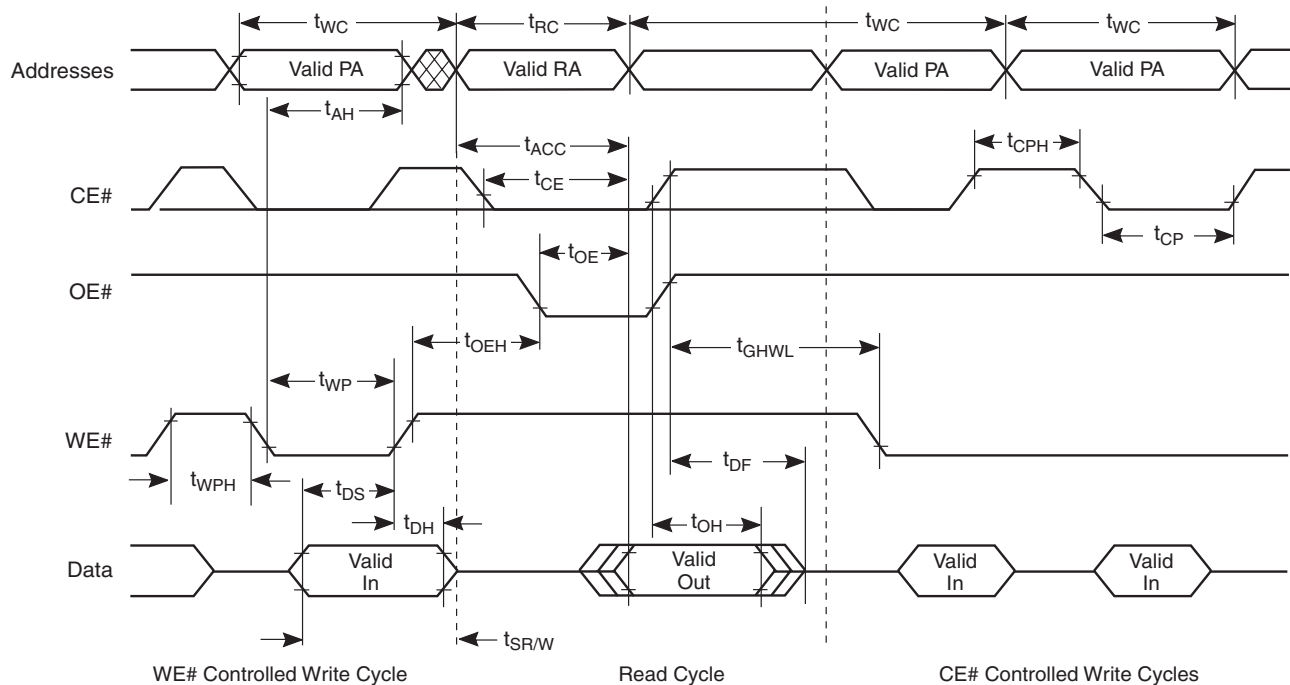 tWC tRC tWC tWC
Addresses Valid PA Valid RA Valid PA Valid PA
tAH
tACC tCPH
CE# tCE
tCP
tOE
OE#
tOEH tGHWL
tWP
WE#
tDF
tWPH tDS
tDH tOH
Data Valid In Valid Out Valid In Valid In
tSR/W
WE# Controlled Write Cycle Read Cycle CE# Controlled Write Cycles